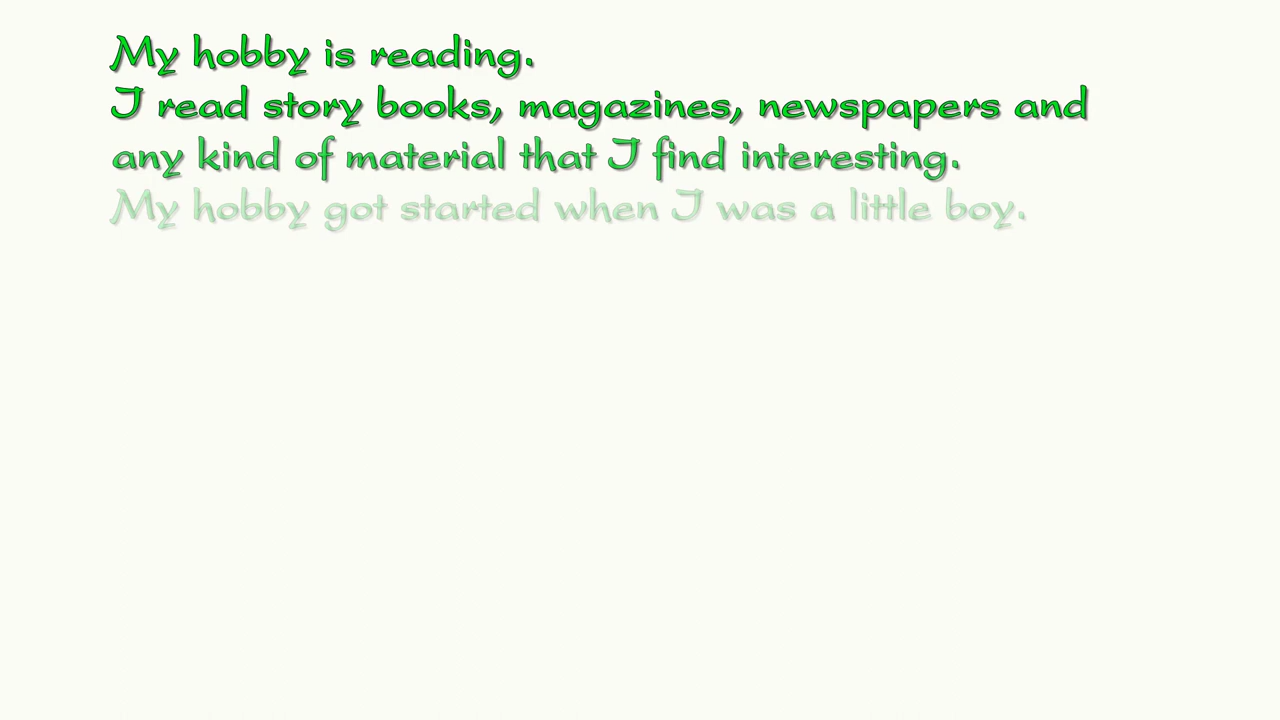 My hobby is reading.
I read story books, magazines, newspapers and
any kind of material that I find interesting.
My hobby got started when I was a little boy.